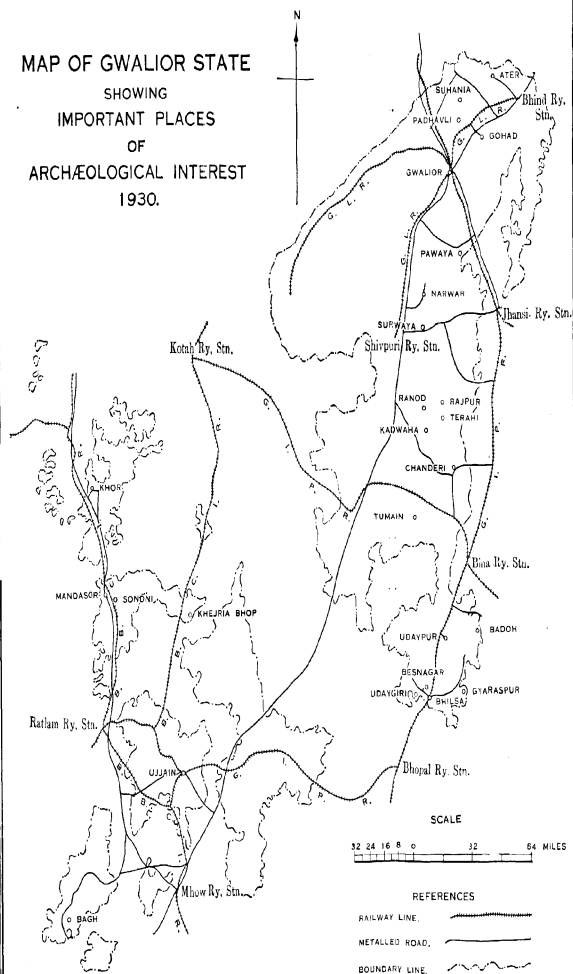 N
MAP OF GWALIOR STATE
SHOWING
IMPORTANT PLACES
OF
ARCHÆOLOGICAL INTEREST
1930.
ATER
SUHANIA
Bhind Ry.
Stn.
PADHAVLI
G. L. R.
GOHAD
GWALIOR
G. L. R.
G. L. R.
PAWAYA
NARWAR
Jhansi. Ry. Stn.
SURWAYA
Shivpuri Ry. Stn.
Kotah Ry. Stn.
RANOD
RAJPUR
TERAHI
KADWAHA
CHANDERI
KHOR
TUMAIN
Bina Ry. Stn.
MANDASOR
SONDNI
KHEJRIA BHOP
UDAYPUR
BADOH
BESNAGAR
UDAYGIRI
GYARASPUR
BHILSA
Ratlam Ry. Stn.
UJJAIN
Bhopal Ry. Stn.
Mhow Ry. Stn.
BAGH
SCALE
32 24 16 8 0 32 64 MILES
REFERENCES
RAILWAY LINE.
METALLED ROAD.
BOUNDARY LINE.